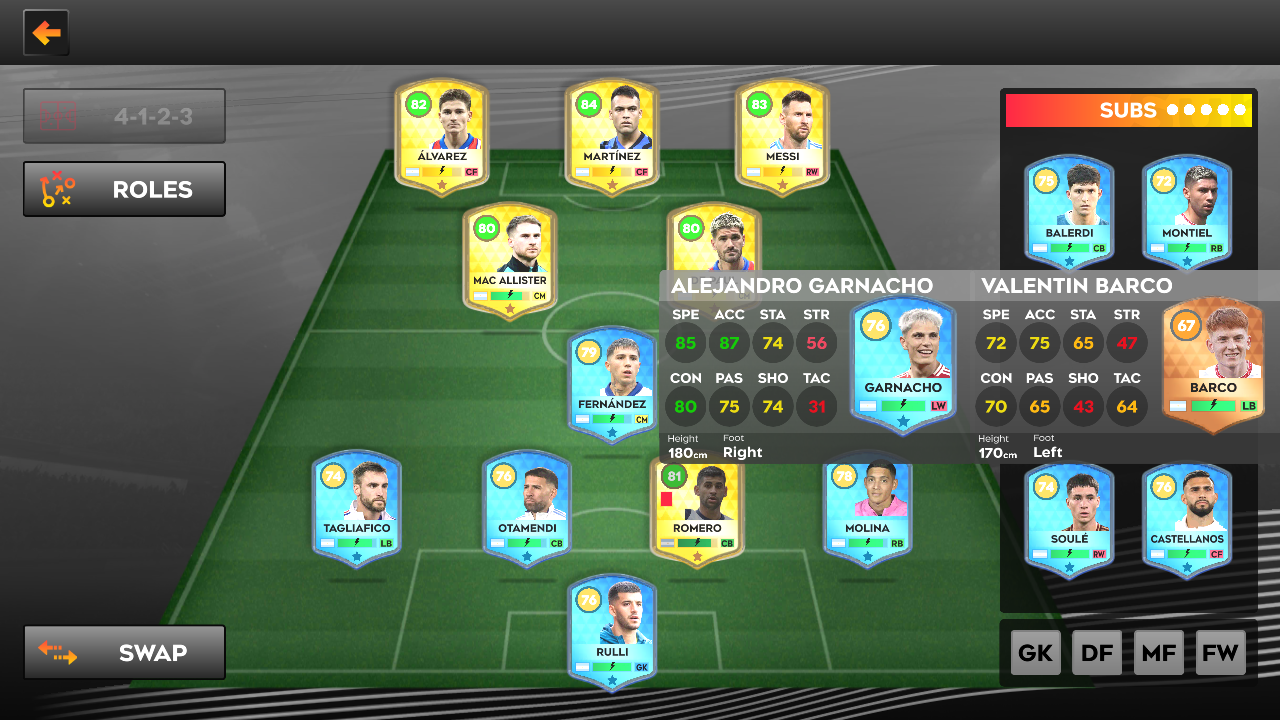 4-1-2-3
ROLES
SUBS
82
ÁLVAREZ
CF
84
MARTÍNEZ
CF
83
MESSI
RW
75
BALERDI
CB
72
MONTIEL
RB
80
MAC ALLISTER
CM
80
ALEJANDRO GARNACHO
SPE ACC STA STR
85 87 74 56
CON PAS SHO TAC
80 75 74 31
Height Foot
180cm Right
76
GARNACHO
LW
VALENTIN BARCO
SPE ACC STA STR
72 75 65 47
CON PAS SHO TAC
70 65 43 64
Height Foot
170cm Left
67
BARCO
LB
79
FERNÁNDEZ
CM
74
TAGLIAFICO
LB
76
OTAMENDI
CB
81
ROMERO
CB
78
MOLINA
RB
74
SOULÉ
RW
76
CASTELLANOS
CF
76
RULLI
GK
SWAP
GK DF MF FW